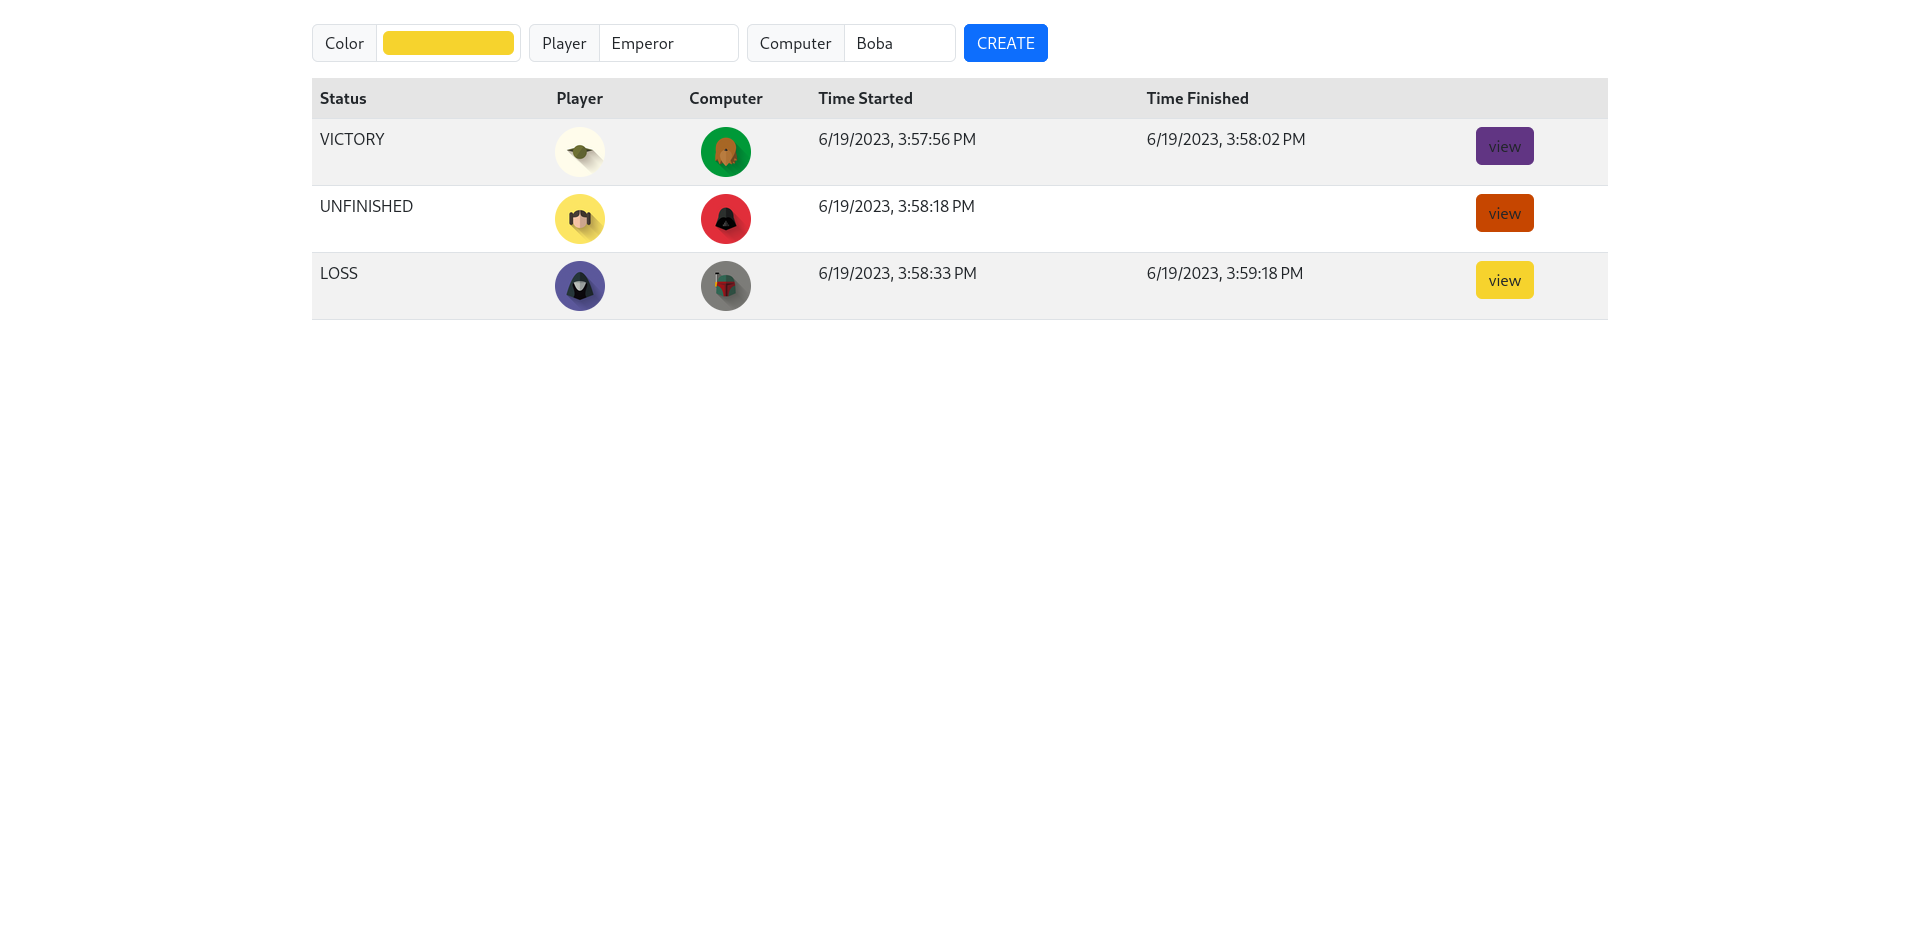 Color Player Emperor Computer Boba CREATE
Status Player Computer Time Started Time Finished
VICTORY 6/19/2023, 3:57:56 PM 6/19/2023, 3:58:02 PM view
UNFINISHED 6/19/2023, 3:58:18 PM view
LOSS 6/19/2023, 3:58:33 PM 6/19/2023, 3:59:18 PM view